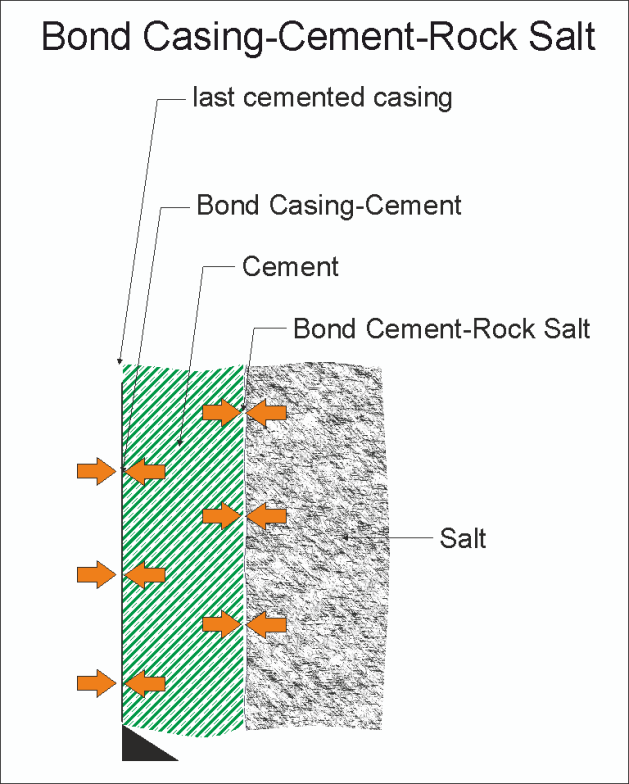 Bond Casing-Cement-Rock Salt
last cemented casing
Bond Casing-Cement
Cement
Bond Cement-Rock Salt
Salt